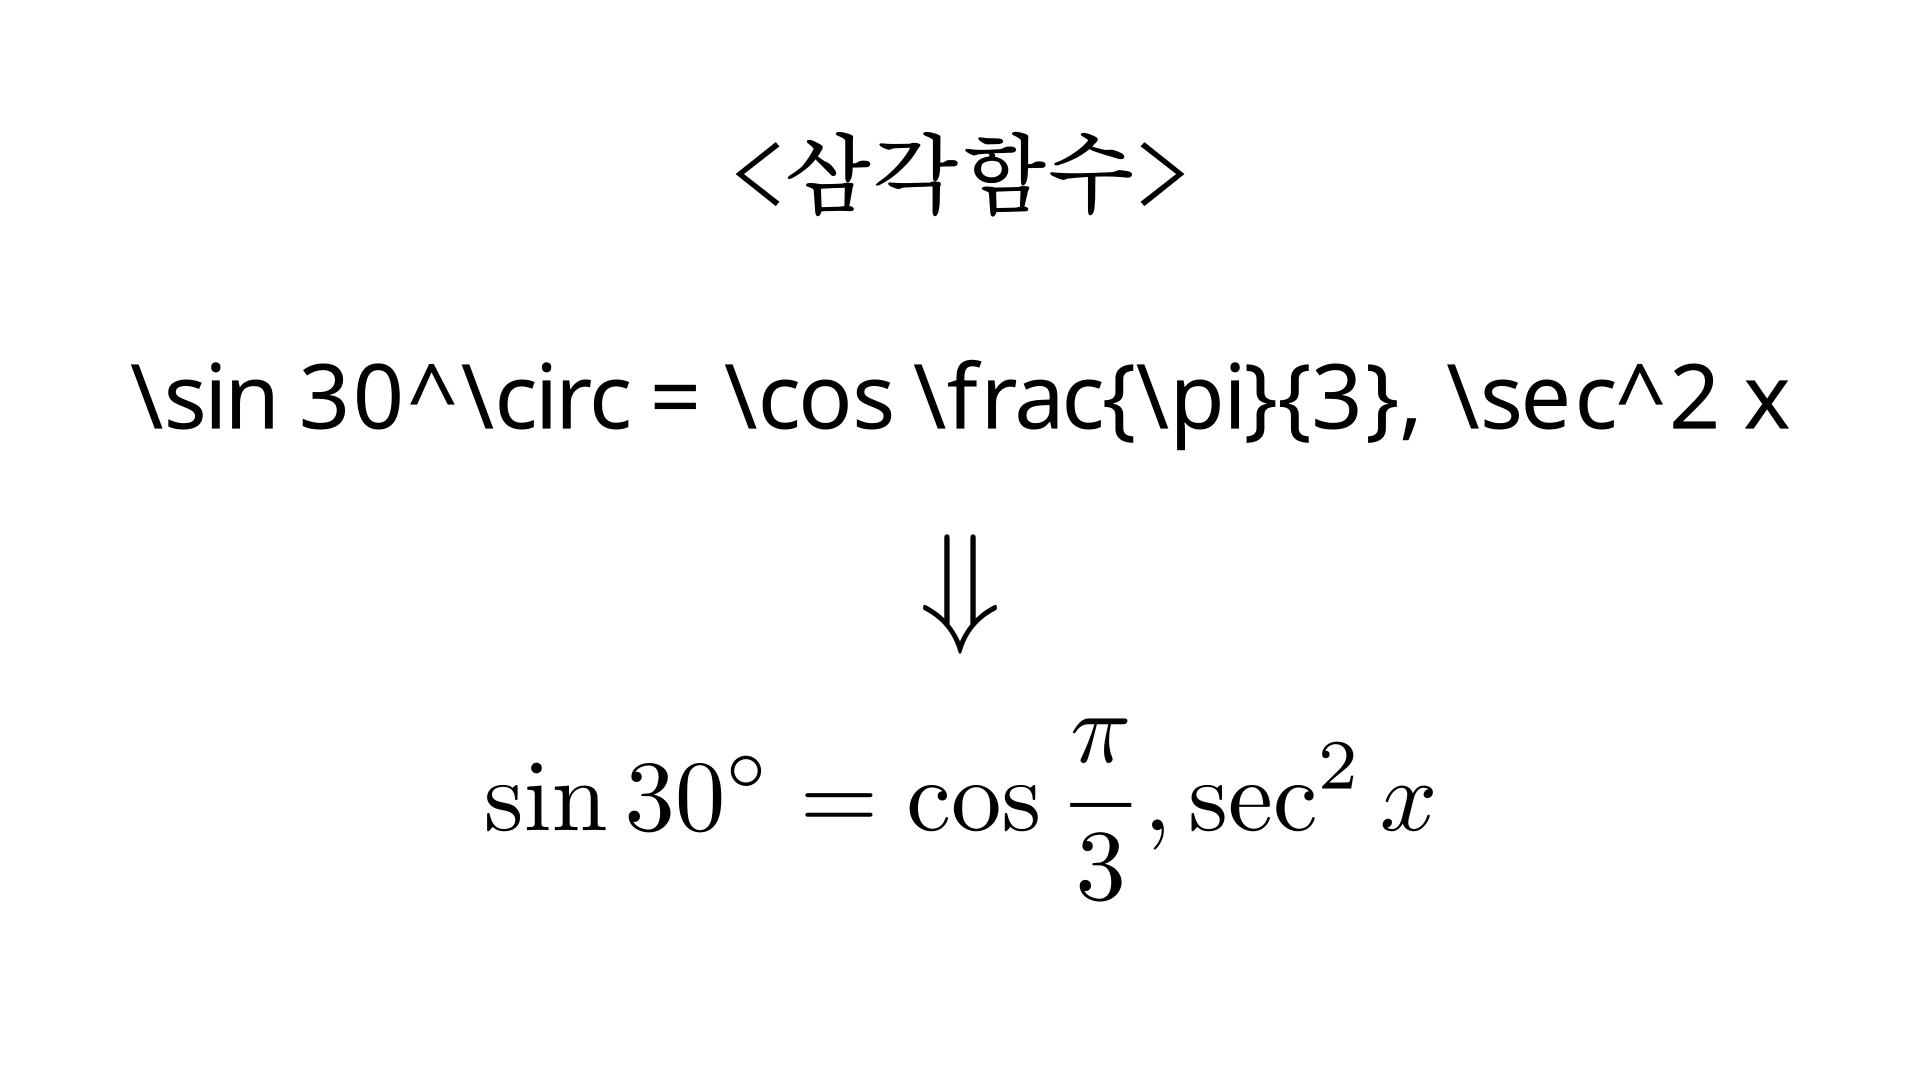 <삼각함수>
\sin 30^\circ = \cos \frac{\pi}{3}, \sec^2 x
⇓
sin 30° = cos π/3, sec² x